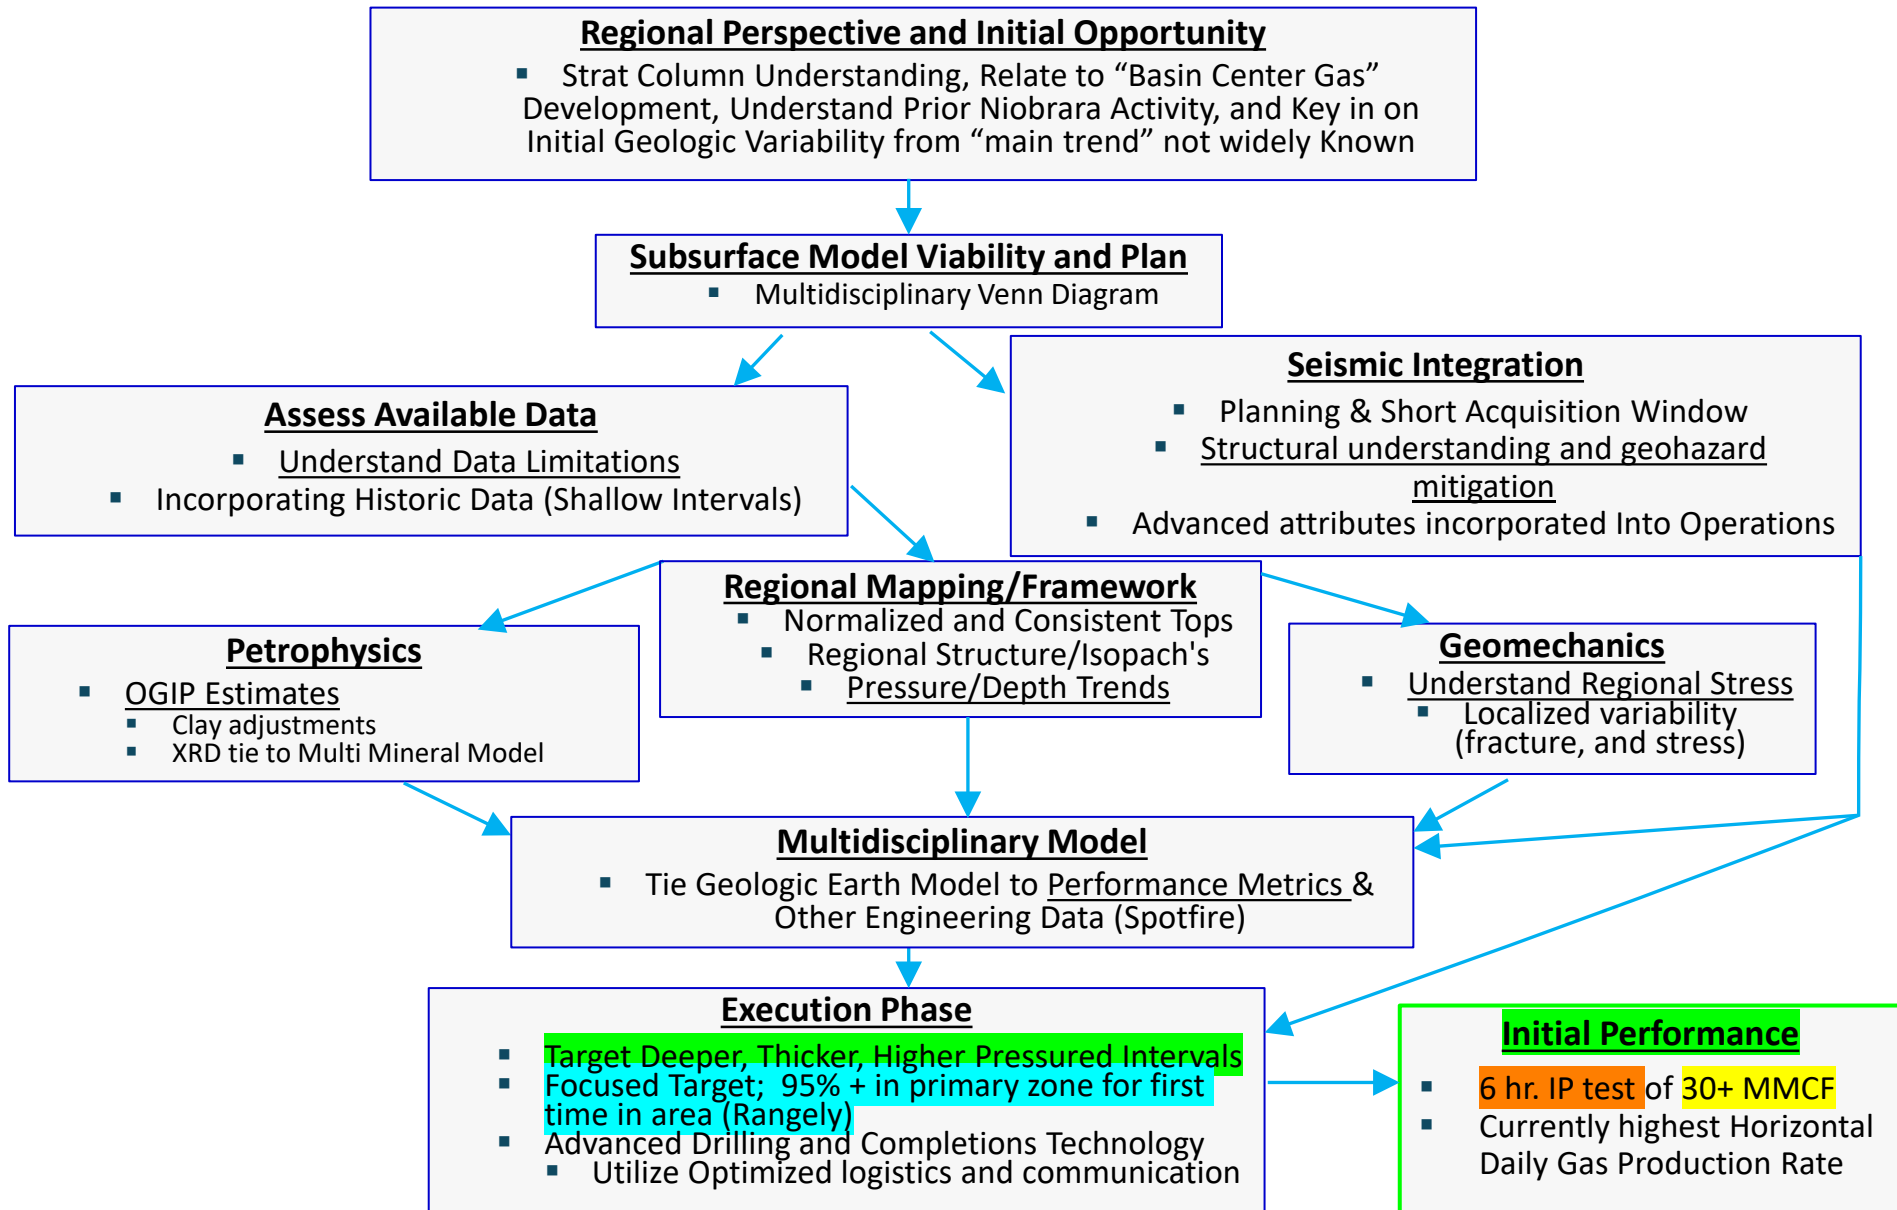 Regional Perspective and Initial Opportunity
▪ Strat Column Understanding, Relate to “Basin Center Gas”
Development, Understand Prior Niobrara Activity, and Key in on
Initial Geologic Variability from “main trend” not widely Known
Subsurface Model Viability and Plan
▪ Multidisciplinary Venn Diagram
Assess Available Data
▪ Understand Data Limitations
▪ Incorporating Historic Data (Shallow Intervals)
Seismic Integration
▪ Planning & Short Acquisition Window
▪ Structural understanding and geohazard
mitigation
▪ Advanced attributes incorporated Into Operations
Regional Mapping/Framework
▪ Normalized and Consistent Tops
▪ Regional Structure/Isopach's
▪ Pressure/Depth Trends
Petrophysics
▪ OGIP Estimates
▪ Clay adjustments
▪ XRD tie to Multi Mineral Model
Geomechanics
▪ Understand Regional Stress
▪ Localized variability
(fracture, and stress)
Multidisciplinary Model
▪ Tie Geologic Earth Model to Performance Metrics &
Other Engineering Data (Spotfire)
Execution Phase
▪ Target Deeper, Thicker, Higher Pressured Intervals
▪ Focused Target; 95% + in primary zone for first
time in area (Rangely)
▪ Advanced Drilling and Completions Technology
▪ Utilize Optimized logistics and communication
Initial Performance
▪ 6 hr. IP test of 30+ MMCF
▪ Currently highest Horizontal
Daily Gas Production Rate